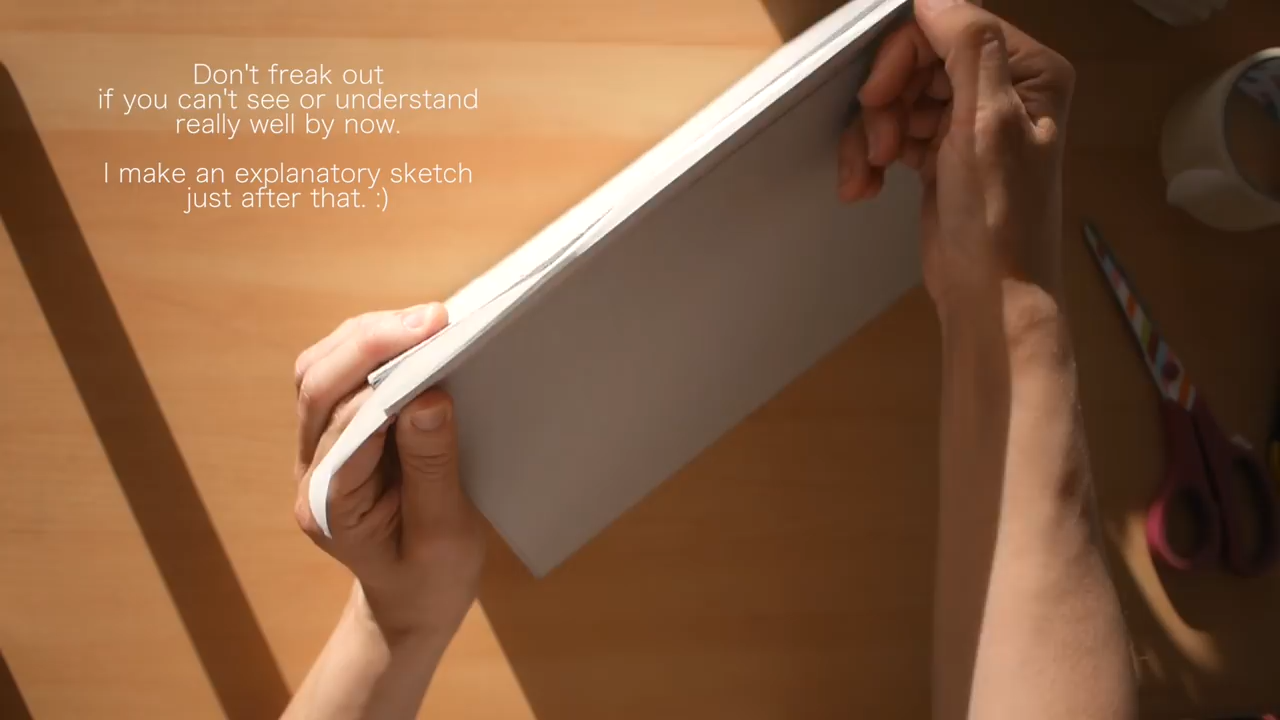 Don't freak out
if you can't see or understand
really well by now.
I make an explanatory sketch
just after that. :)